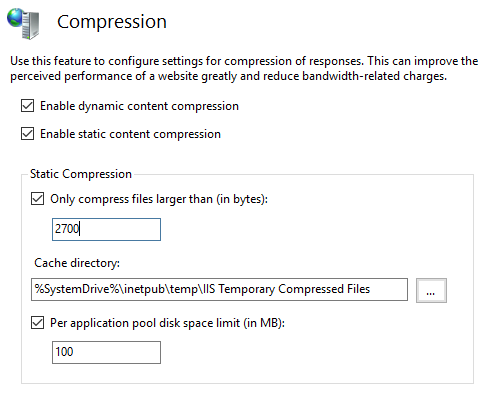 Compression
Use this feature to configure settings for compression of responses. This can improve the
perceived performance of a website greatly and reduce bandwidth-related charges.
Enable dynamic content compression
Enable static content compression
Static Compression
Only compress files larger than (in bytes):
2700
Cache directory:
%SystemDrive%\inetpub\temp\IIS Temporary Compressed Files
...
Per application pool disk space limit (in MB):
100